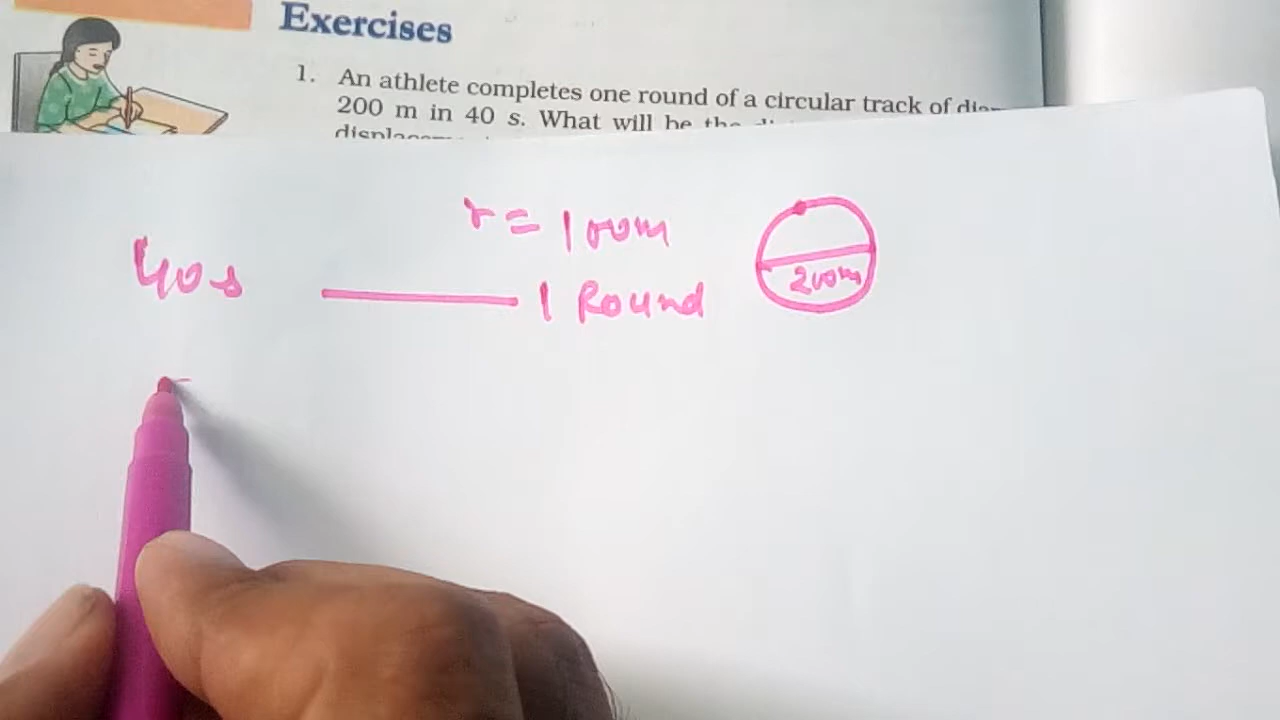 Exercises
1. An athlete completes one round of a circular track of
200 m in 40 s. What will be the
r = 100m
40s 1 Round
200m